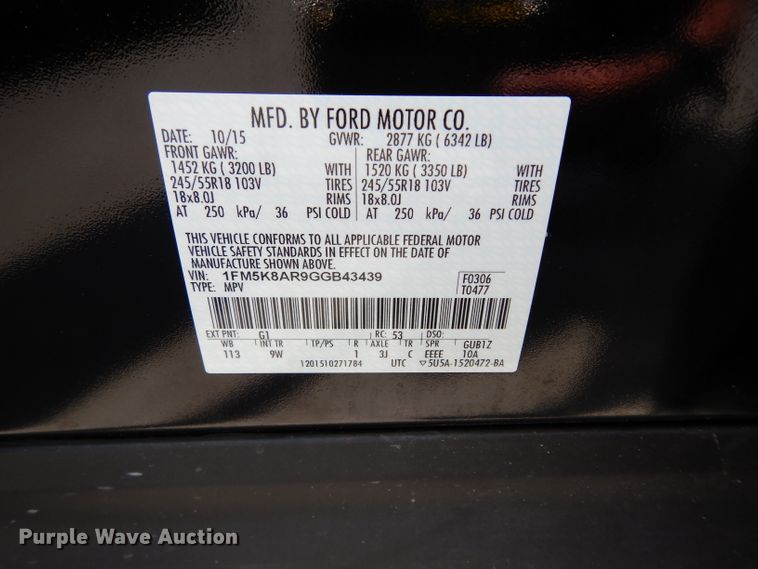 MFD. BY FORD MOTOR CO.
DATE: 10/15 GVWR: 2877 KG ( 6342 LB)
FRONT GAWR: REAR GAWR:
1452 KG ( 3200 LB) WITH 1520 KG ( 3350 LB) WITH
245/55R18 103V TIRES 245/55R18 103V TIRES
18x8.0J RIMS 18x8.0J RIMS
AT 250 kPa/ 36 PSI COLD AT 250 kPa/ 36 PSI COLD
THIS VEHICLE CONFORMS TO ALL APPLICABLE FEDERAL MOTOR
VEHICLE SAFETY STANDARDS IN EFFECT ON THE DATE OF
MANUFACTURE SHOWN ABOVE.
VIN: 1FM5K8AR9GGB43439 F0306
TYPE: MPV T0477
EXT PNT: G1 RC: 53 DSO:
WB INT TR TP/PS R AXLE TR SPR GUB1Z
113 9W 1 3J C EEEE 10A
1201510271784 UTC ▽5U5A-1520472-BA
Purple Wave Auction